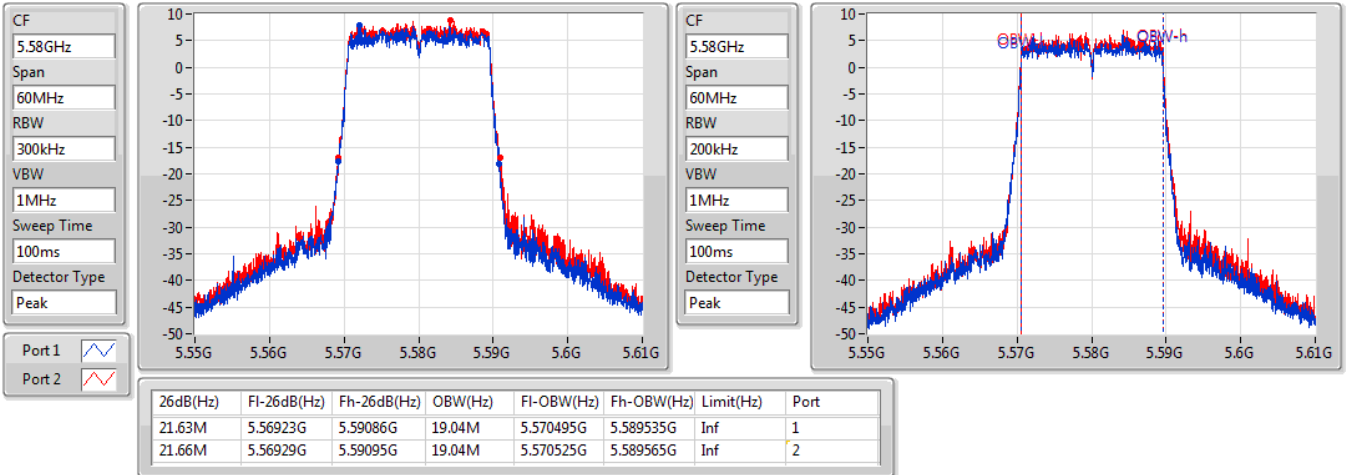 CF
5.58GHz
Span
60MHz
RBW
300kHz
VBW
1MHz
Sweep Time
100ms
Detector Type
Peak
Port 1
Port 2
10
5
0
-5
-10
-15
-20
-25
-30
-35
-40
-45
-50
5.55G 5.56G 5.57G 5.58G 5.59G 5.6G 5.61G
CF
5.58GHz
Span
60MHz
RBW
200kHz
VBW
1MHz
Sweep Time
100ms
Detector Type
Peak
10
5
0
-5
-10
-15
-20
-25
-30
-35
-40
-45
-50
OBW-h
5.55G 5.56G 5.57G 5.58G 5.59G 5.6G 5.61G
26dB(Hz) Fl-26dB(Hz) Fh-26dB(Hz) OBW(Hz) Fl-OBW(Hz) Fh-OBW(Hz) Limit(Hz) Port
21.63M 5.56923G 5.59086G 19.04M 5.570495G 5.589535G Inf 1
21.66M 5.56929G 5.59095G 19.04M 5.570525G 5.589565G Inf 2